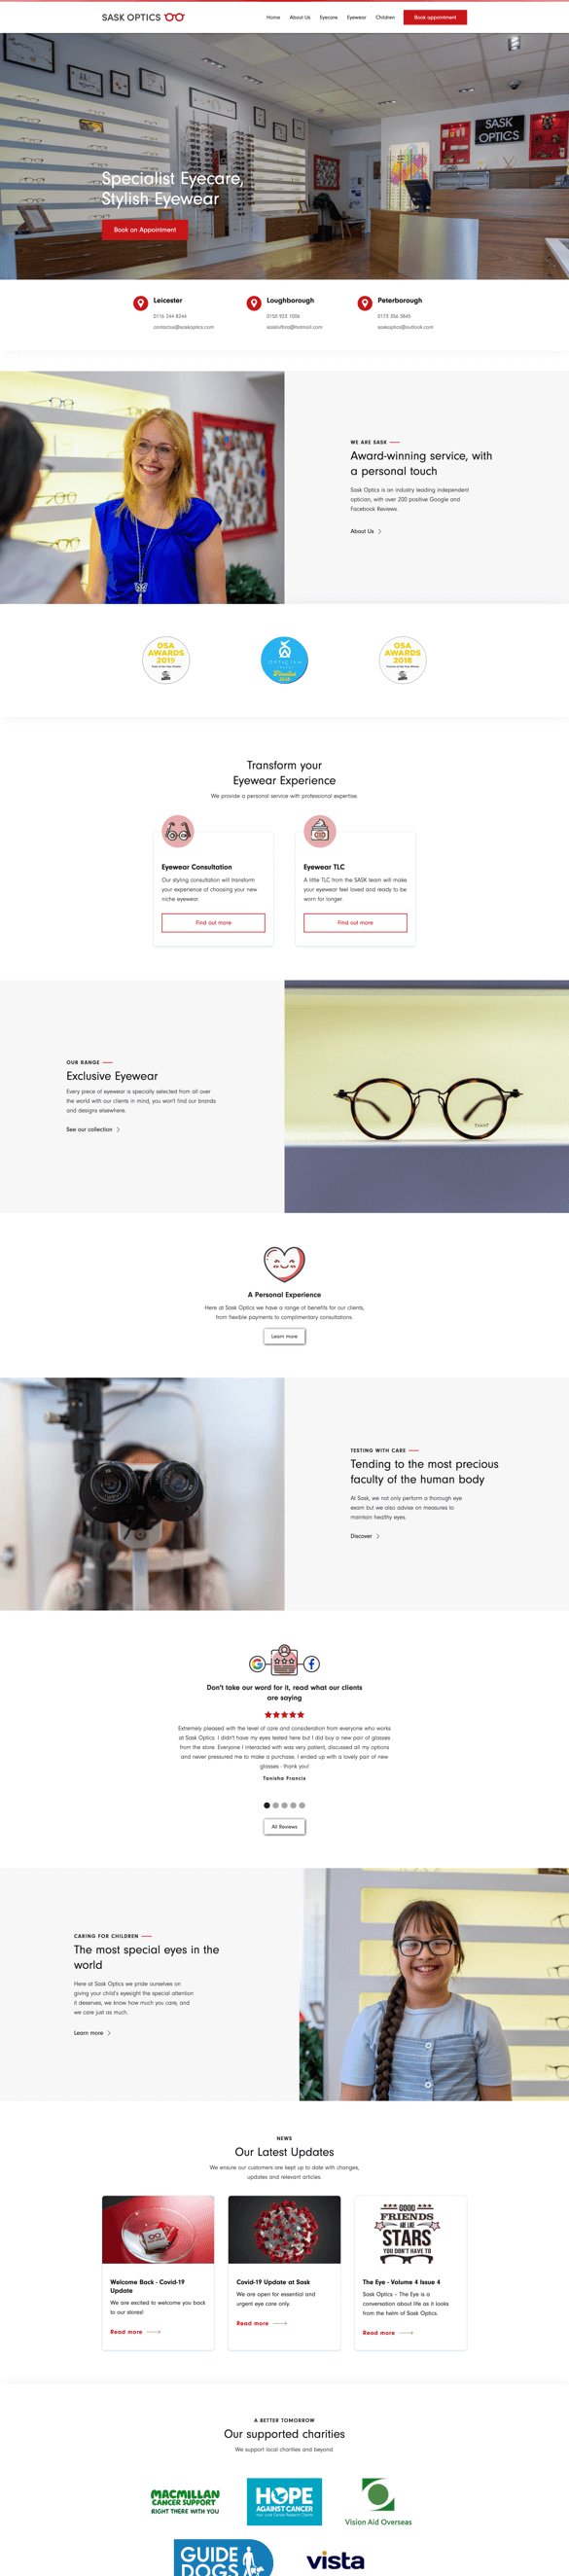 SASK OPTICS
Home About Us Eyecare Eyewear Children Book appointment
SASK
OPTICS
Specialist Eyecare,
Stylish Eyewear
Book an Appointment
Leicester
0116 244 8244
contactus@saskoptics.com
Loughborough
0150 923 1006
sasklufbra@hotmail.com
Peterborough
0173 356 3845
saskoptics@outlook.com
WE ARE SASK
Award-winning service, with
a personal touch
Sask Optics is an industry leading independent
optician, with over 200 positive Google and
Facebook Reviews.
About Us
OSA
AWARDS
2019
OSA
AWARDS
2018
Transform your
Eyewear Experience
We provide a personal service with professional expertise.
Eyewear Consultation
Our styling consultation will transform
your experience of choosing your new
niche eyewear.
Find out more
Eyewear TLC
A little TLC from the SASK team will make
your eyewear feel loved and ready to be
worn for longer.
Find out more
OUR RANGE
Exclusive Eyewear
Every piece of eyewear is specially selected from all over
the world with our clients in mind, you won't find our brands
and designs elsewhere.
See our collection
A Personal Experience
Here at Sask Optics we have a range of benefits for our clients,
from flexible payments to complimentary consultations.
Learn more
TESTING WITH CARE
Tending to the most precious
faculty of the human body
At Sask, we not only perform a thorough eye
exam but we also advise on measures to
maintain healthy eyes.
Discover
Don't take our word for it, read what our clients
are saying
Extremely pleased with the level of care and consideration from everyone who works
at Sask Optics. I didn't have my eyes tested here but I did buy a new pair of glasses
from the store. Everyone I interacted with was very patient, discussed all my options
and never pressured me to make a purchase. I ended up with a lovely pair of new
glasses - thank you!
Tanisha Francis
All Reviews
CARING FOR CHILDREN
The most special eyes in the
world
Here at Sask Optics we pride ourselves on
giving your child's eyesight the special attention
it deserves, we know how much you care, and
we care just as much.
Learn more
NEWS
Our Latest Updates
We ensure our customers are kept up to date with changes,
updates and relevant articles.
Welcome Back - Covid-19
Update
We are excited to welcome you back
to our stores!
Read more
Covid-19 Update at Sask
We are open for essential and
urgent eye care only.
Read more
GOOD
FRIENDS
ARE LIKE
STARS
YOU DON'T HAVE TO
The Eye - Volume 4 Issue 4
Sask Optics – The Eye is a
conversation about life as it looks
from the helm of Sask Optics.
Read more
A BETTER TOMORROW
Our supported charities
We support local charities and beyond.
MACMILLAN
CANCER SUPPORT
RIGHT THERE WITH YOU
HOPE
AGAINST CANCER
Your Local Cancer Research Charity
Vision Aid Overseas
GUIDE
DOGS
vista